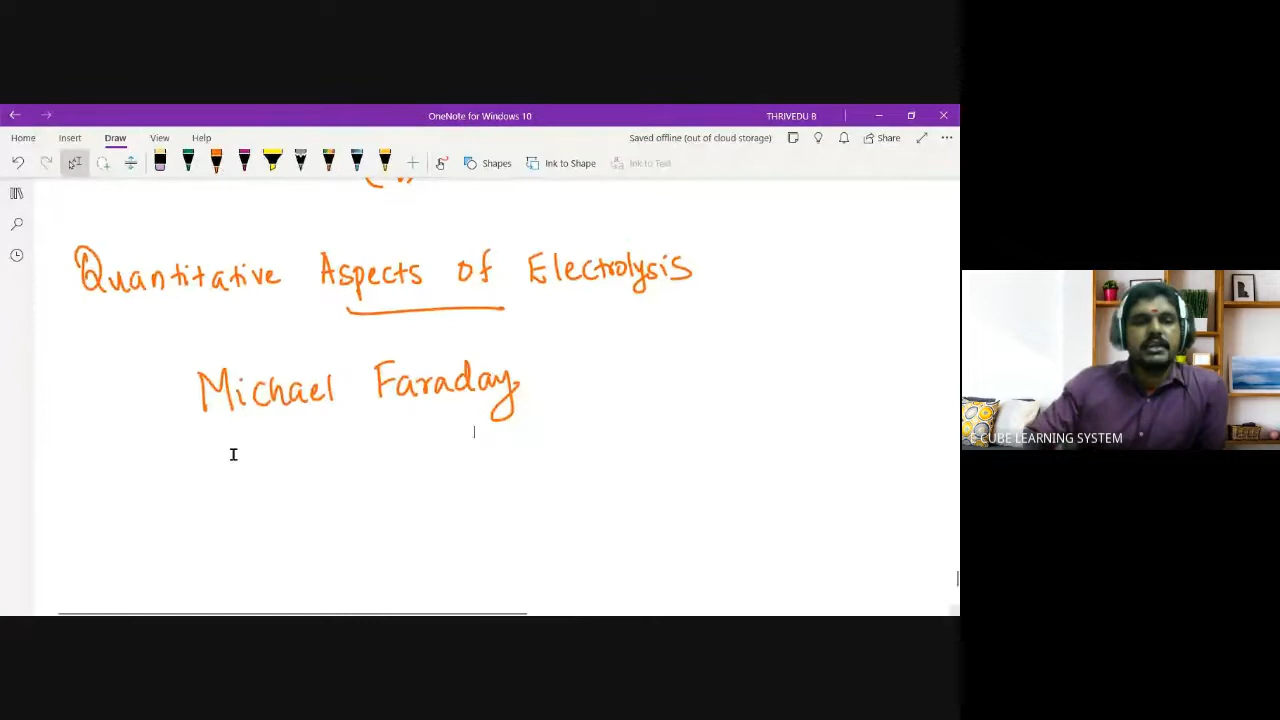 OneNote for Windows 10
THRIVEDU B
Home Insert Draw View Help
Saved offline (out of cloud storage)
Share
Shapes
Ink to Shape
Ink to Text
Quantitative Aspects of Electrolysis
Michael Faraday
E CUBE LEARNING SYSTEM